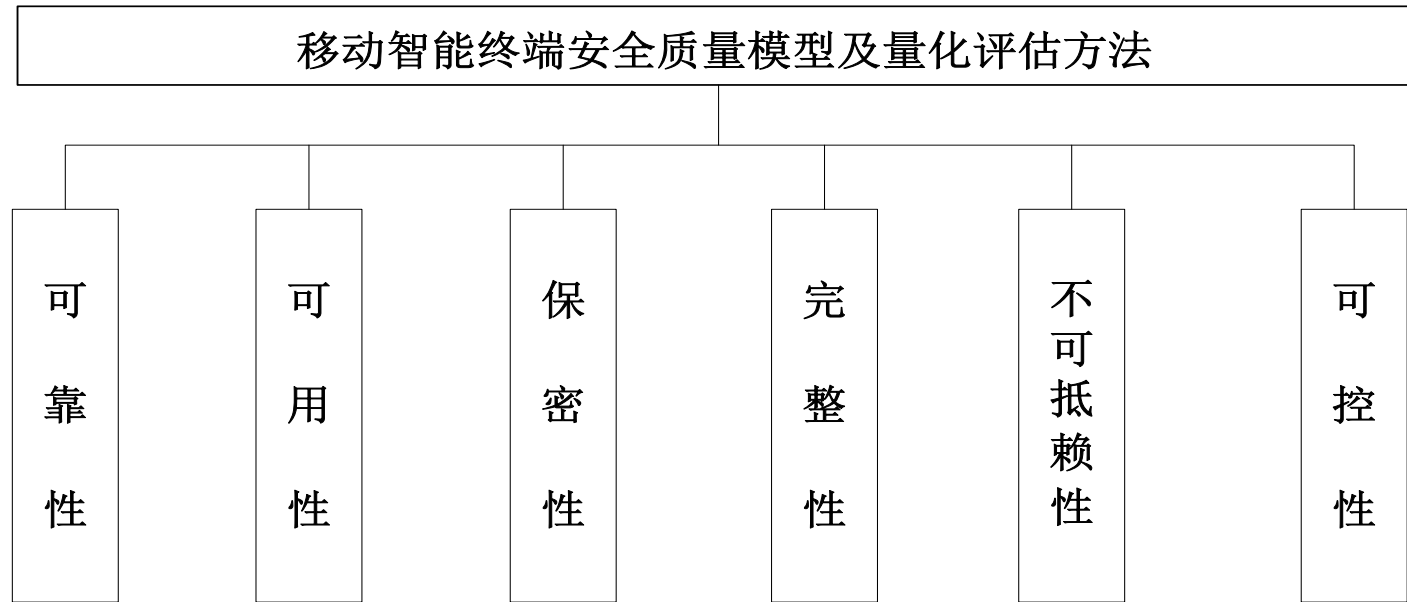 移动智能终端安全质量模型及量化评估方法
可靠性
可用性
保密性
完整性
不可抵赖性
可控性